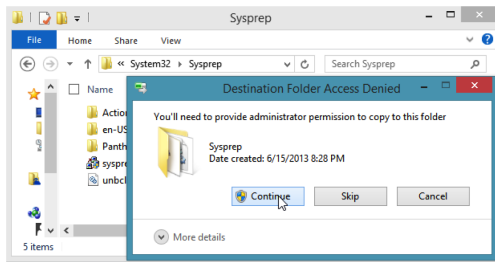 Sysprep
File Home Share View
« System32 Sysprep Search Sysprep
Destination Folder Access Denied
Name
You'll need to provide administrator permission to copy to this folder
Action
en-US
Panth
syspre
unbcl
Sysprep
Date created: 6/15/2013 8:28 PM
Continue Skip Cancel
More details
5 items